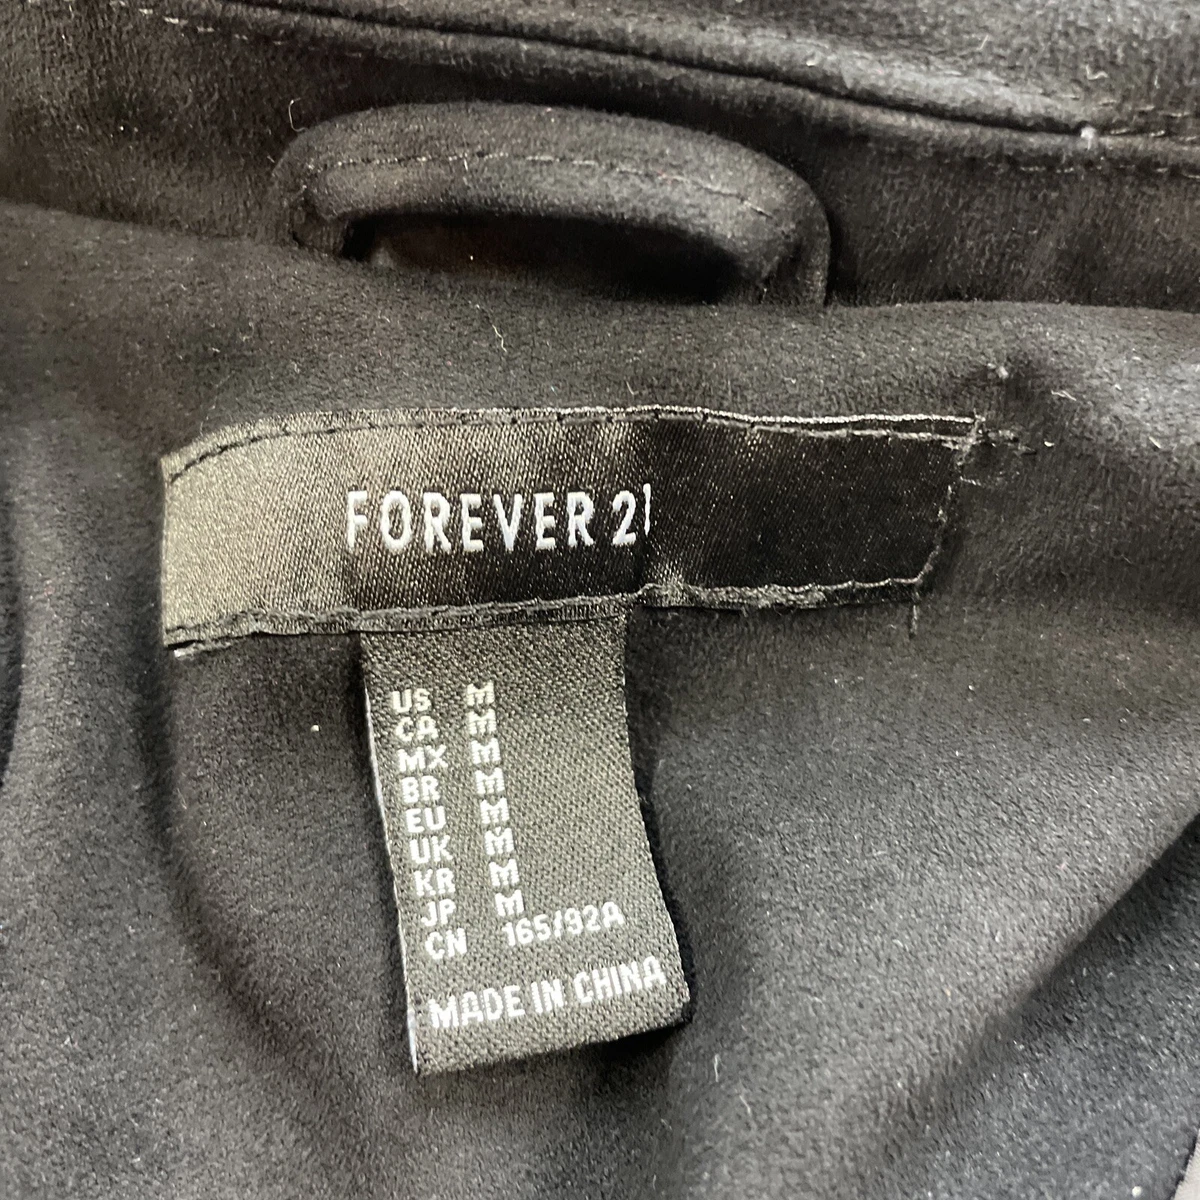 FOREVER 21
US M
CA M
MX M
BR M
EU M
UK M
KR M
JP M
CN 165/92A
MADE IN CHINA